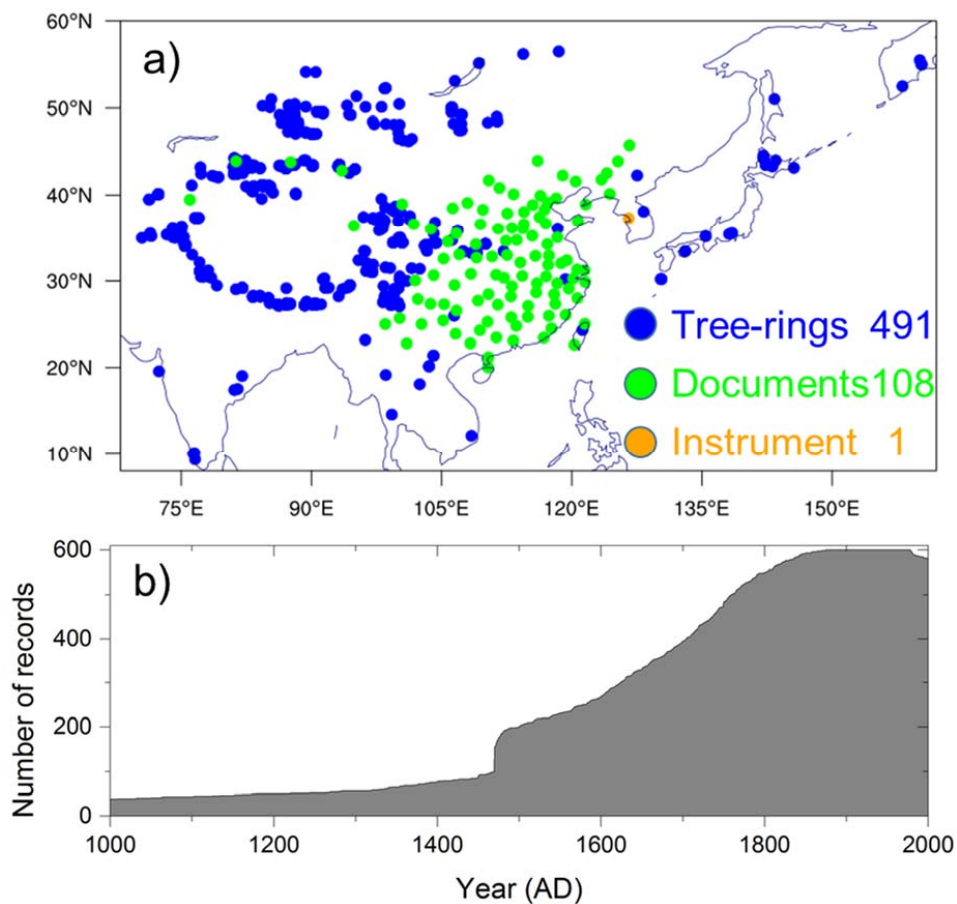 60°N
a)
50°N
40°N
30°N
20°N
10°N
Tree-rings 491
Documents108
Instrument 1
75°E 90°E 105°E 120°E 135°E 150°E
600
b)
400
200
0
Number of records
1000 1200 1400 1600 1800 2000
Year (AD)